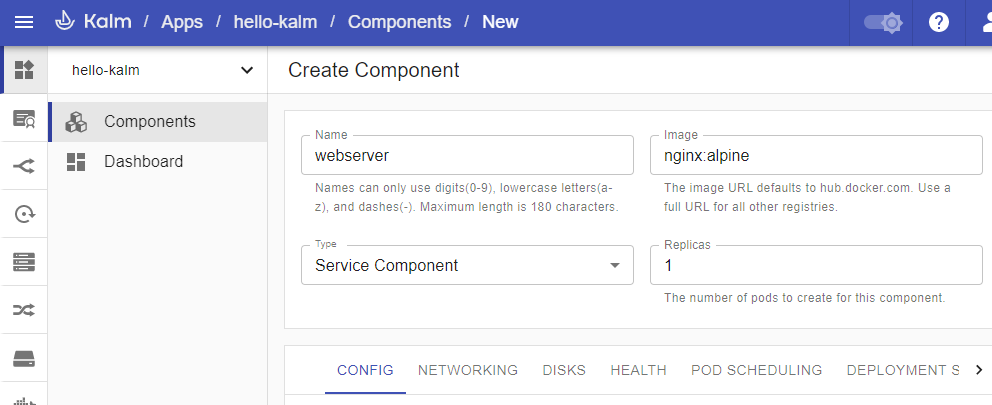 Kalm / Apps / hello-kalm / Components / New
hello-kalm
Create Component
Components
Dashboard
Name
webserver
Names can only use digits(0-9), lowercase letters(a-
z), and dashes(-). Maximum length is 180 characters.
Image
nginx:alpine
The image URL defaults to hub.docker.com. Use a
full URL for all other registries.
Type
Service Component
Replicas
1
The number of pods to create for this component.
CONFIG NETWORKING DISKS HEALTH POD SCHEDULING DEPLOYMENT S